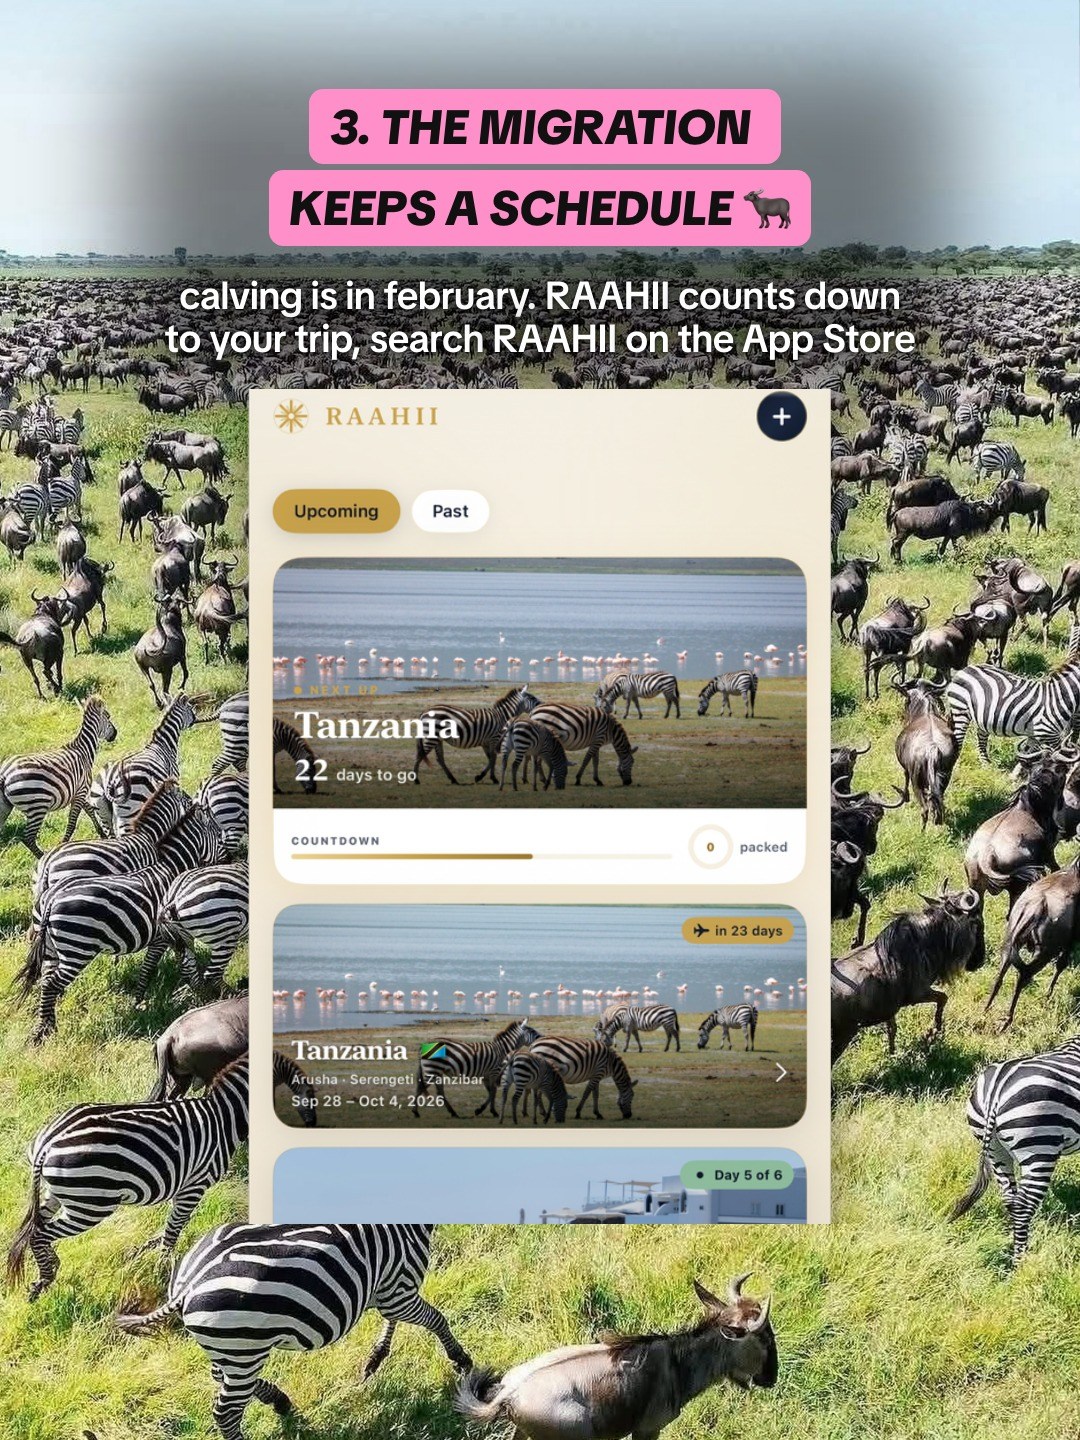 3. THE MIGRATION
KEEPS A SCHEDULE 🐃
calving is in february. RAAHII counts down
to your trip, search RAAHII on the App Store
RAAHII
+
Upcoming
Past
NEXT UP
Tanzania
22 days to go
COUNTDOWN
0
packed
in 23 days
Tanzania 🇹🇿
Arusha · Serengeti · Zanzibar
Sep 28 – Oct 4, 2026
Day 5 of 6